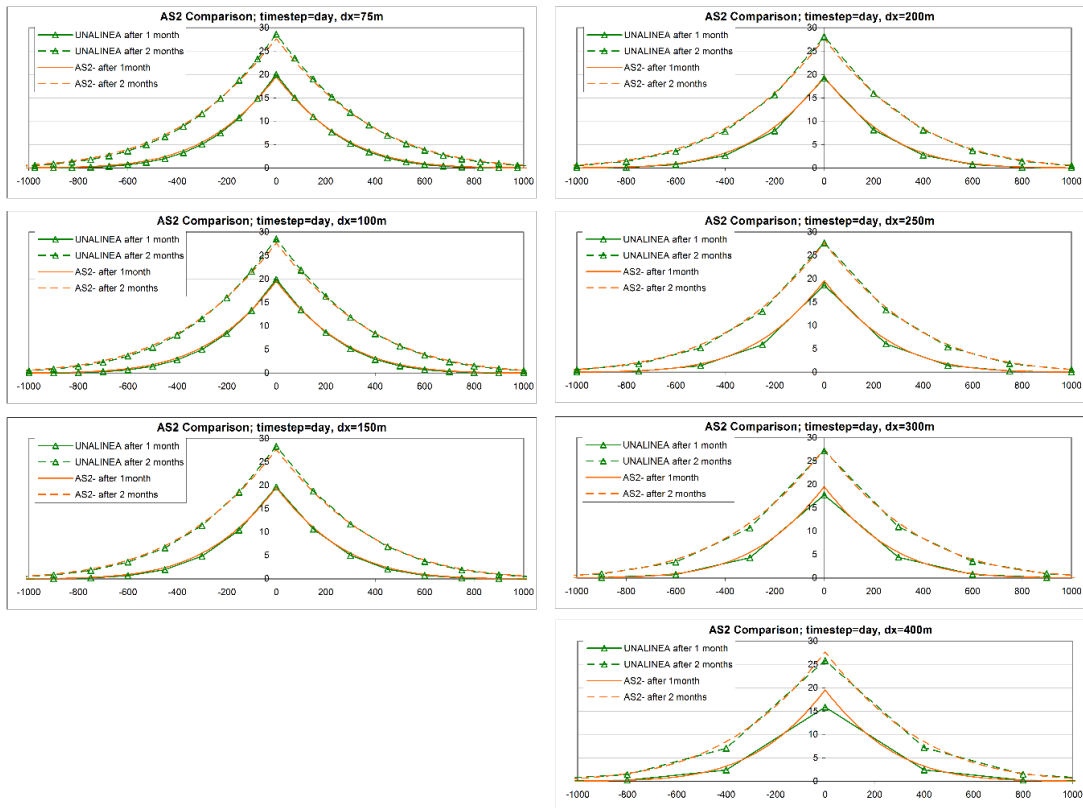 AS2 Comparison; timestep=day, dx=75m
UNALINEA after 1 month
UNALINEA after 2 months
AS2- after 1month
AS2- after 2 months
30
25
20
15
10
5
0
-1000 -800 -600 -400 -200 0 200 400 600 800 1000
AS2 Comparison; timestep=day, dx=100m
UNALINEA after 1 month
UNALINEA after 2 months
AS2- after 1month
AS2- after 2 months
30
25
20
15
10
5
0
-1000 -800 -600 -400 -200 0 200 400 600 800 1000
AS2 Comparison; timestep=day, dx=150m
UNALINEA after 1 month
UNALINEA after 2 months
AS2- after 1 month
AS2- after 2 months
30
25
20
15
10
5
0
-1000 -800 -600 -400 -200 0 200 400 600 800 1000
AS2 Comparison; timestep=day, dx=200m
UNALINEA after 1 month
UNALINEA after 2 months
AS2- after 1month
AS2- after 2 months
30
25
20
15
10
5
0
-1000 -800 -600 -400 -200 0 200 400 600 800 1000
AS2 Comparison; timestep=day, dx=250m
UNALINEA after 1 month
UNALINEA after 2 months
AS2- after 1month
AS2- after 2 months
30
25
20
15
10
5
0
-1000 -800 -600 -400 -200 0 200 400 600 800 1000
AS2 Comparison; timestep=day, dx=300m
UNALINEA after 1 month
UNALINEA after 2 months
AS2- after 1month
AS2- after 2 months
30
25
20
15
10
5
0
-1000 -800 -600 -400 -200 0 200 400 600 800 1000
AS2 Comparison; timestep=day, dx=400m
UNALINEA after 1 month
UNALINEA after 2 months
AS2- after 1month
AS2- after 2 months
30
25
20
15
10
5
0
-1000 -800 -600 -400 -200 0 200 400 600 800 1000